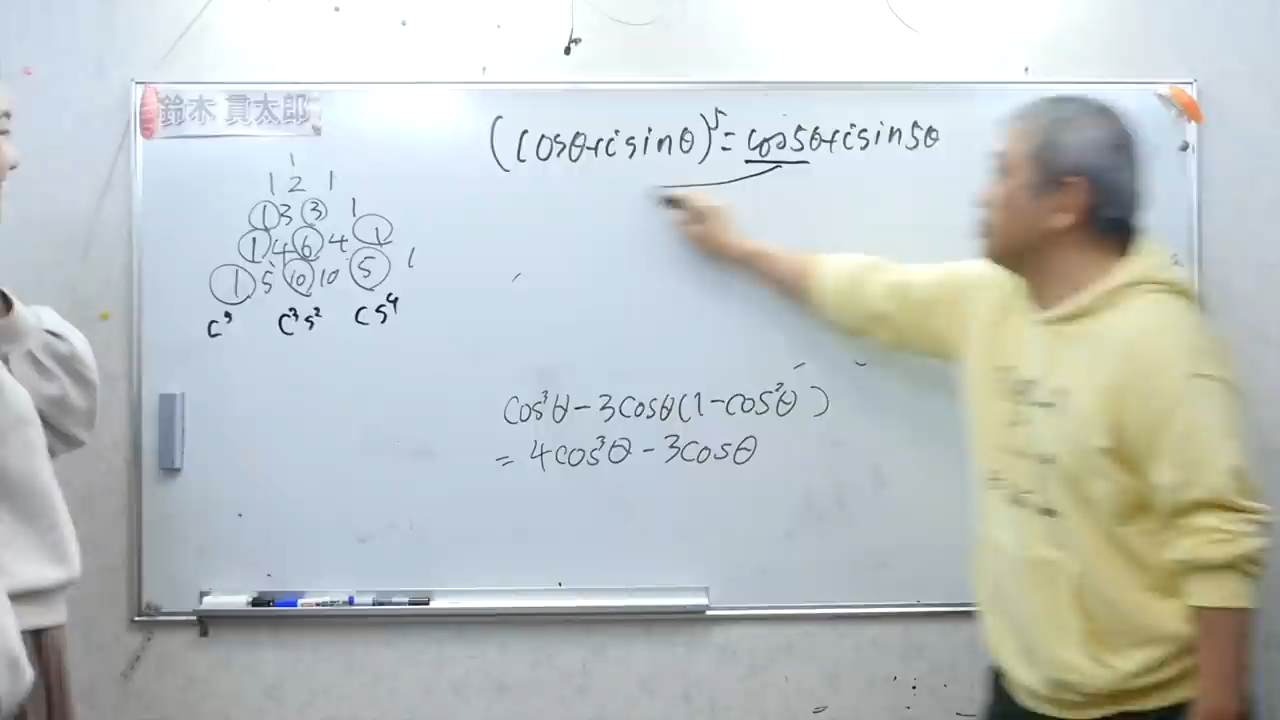 鈴木 貫太郎
(cosθ+isinθ)⁵=cos5θ+isin5θ
1
1 2 1
1 3 3 1
1 4 6 4 1
1 5 10 10 5 1
C⁵ C³S² CS⁴
cos³θ-3cosθ(1-cos²θ)
=4cos³θ-3cosθ